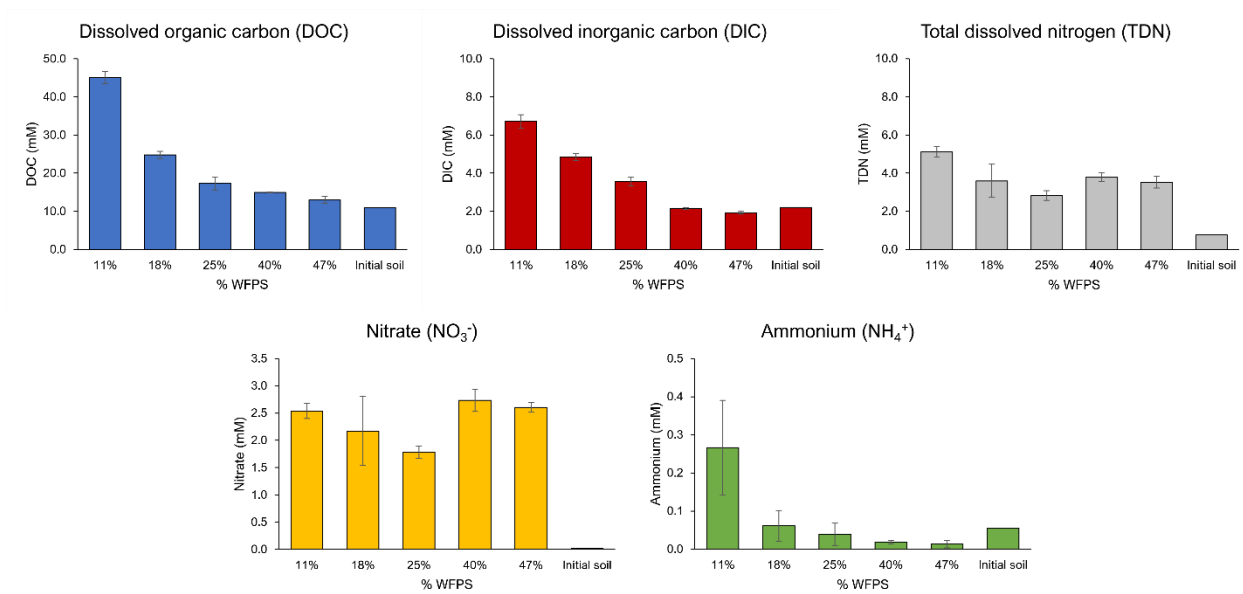 Dissolved organic carbon (DOC)
50.0
40.0
30.0
20.0
10.0
0.0
DOC (mM)
11% 18% 25% 40% 47% Initial soil
% WFPS
Dissolved inorganic carbon (DIC)
10.0
8.0
6.0
4.0
2.0
0.0
DIC (mM)
11% 18% 25% 40% 47% Initial soil
% WFPS
Total dissolved nitrogen (TDN)
10.0
8.0
6.0
4.0
2.0
0.0
TDN (mM)
11% 18% 25% 40% 47% Initial soil
% WFPS
Nitrate (NO₃⁻)
3.5
3.0
2.5
2.0
1.5
1.0
0.5
0.0
Nitrate (mM)
11% 18% 25% 40% 47% Initial soil
% WFPS
Ammonium (NH₄⁺)
0.5
0.4
0.3
0.2
0.1
0.0
Ammonium (mM)
11% 18% 25% 40% 47% Initial soil
% WFPS